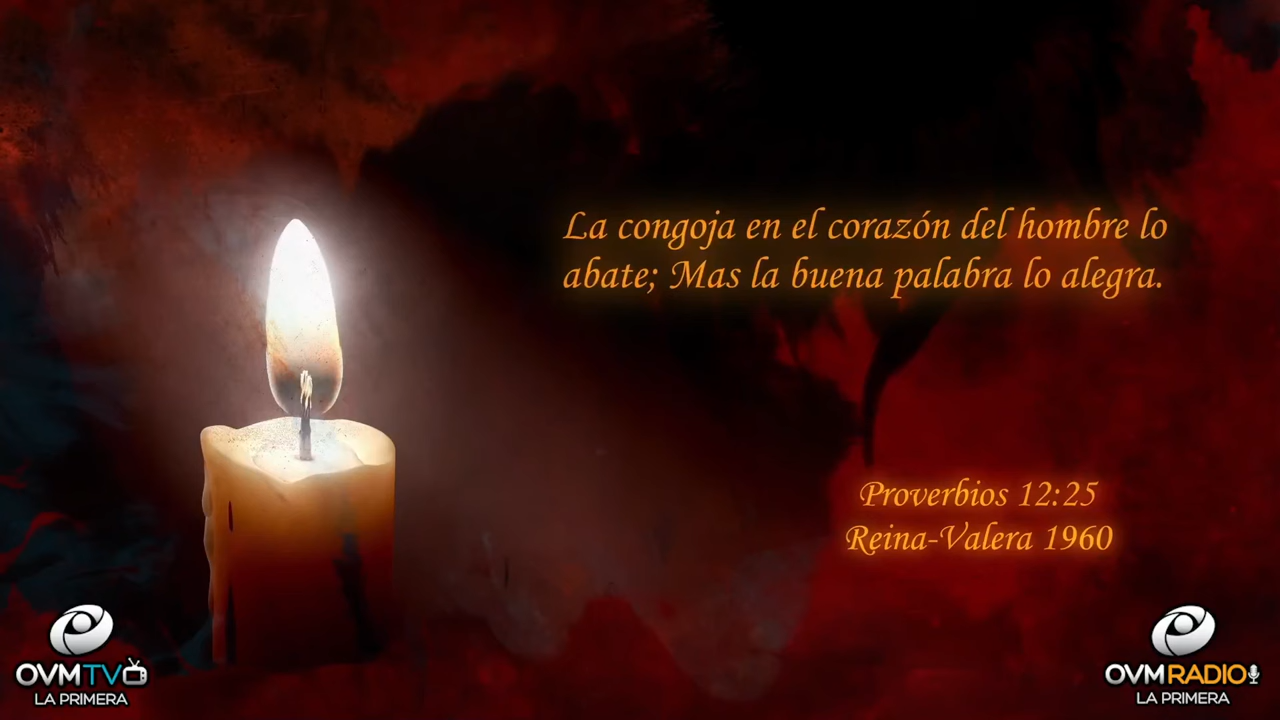 La congoja en el corazón del hombre lo
abate; Mas la buena palabra lo alegra.
Proverbios 12:25
Reina-Valera 1960
OVMTV
LA PRIMERA
OVMRADIO
LA PRIMERA